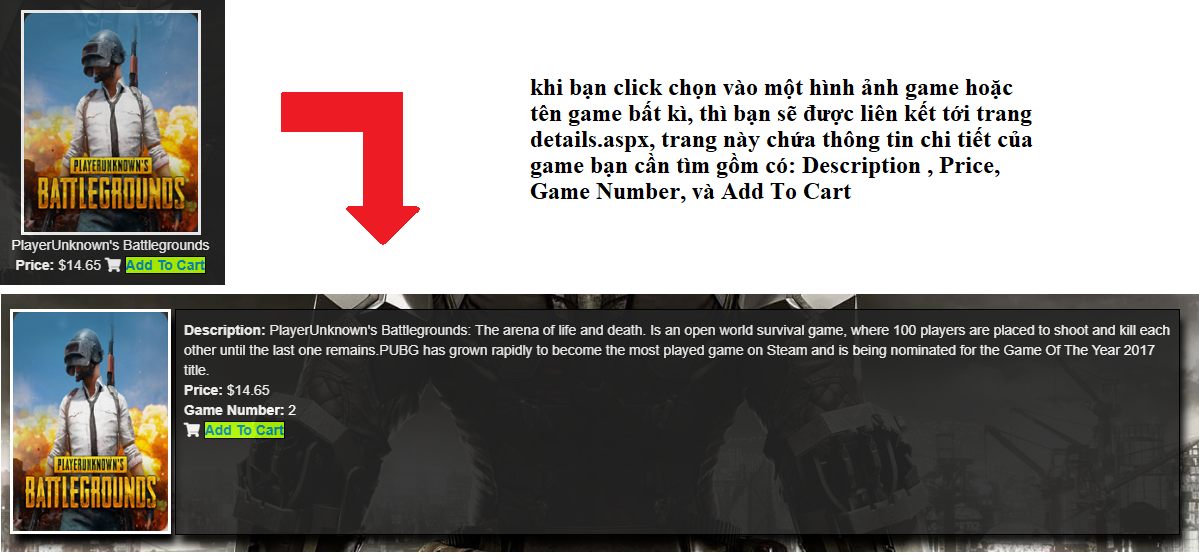 PLAYERUNKNOWN'S
BATTLEGROUNDS
PlayerUnknown's Battlegrounds
Price: $14.65 Add To Cart
khi bạn click chọn vào một hình ảnh game hoặc
tên game bất kì, thì bạn sẽ được liên kết tới trang
details.aspx, trang này chứa thông tin chi tiết của
game bạn cần tìm gồm có: Description , Price,
Game Number, và Add To Cart
PLAYERUNKNOWN'S
BATTLEGROUNDS
Description: PlayerUnknown's Battlegrounds: The arena of life and death. Is an open world survival game, where 100 players are placed to shoot and kill each
other until the last one remains.PUBG has grown rapidly to become the most played game on Steam and is being nominated for the Game Of The Year 2017
title.
Price: $14.65
Game Number: 2
Add To Cart